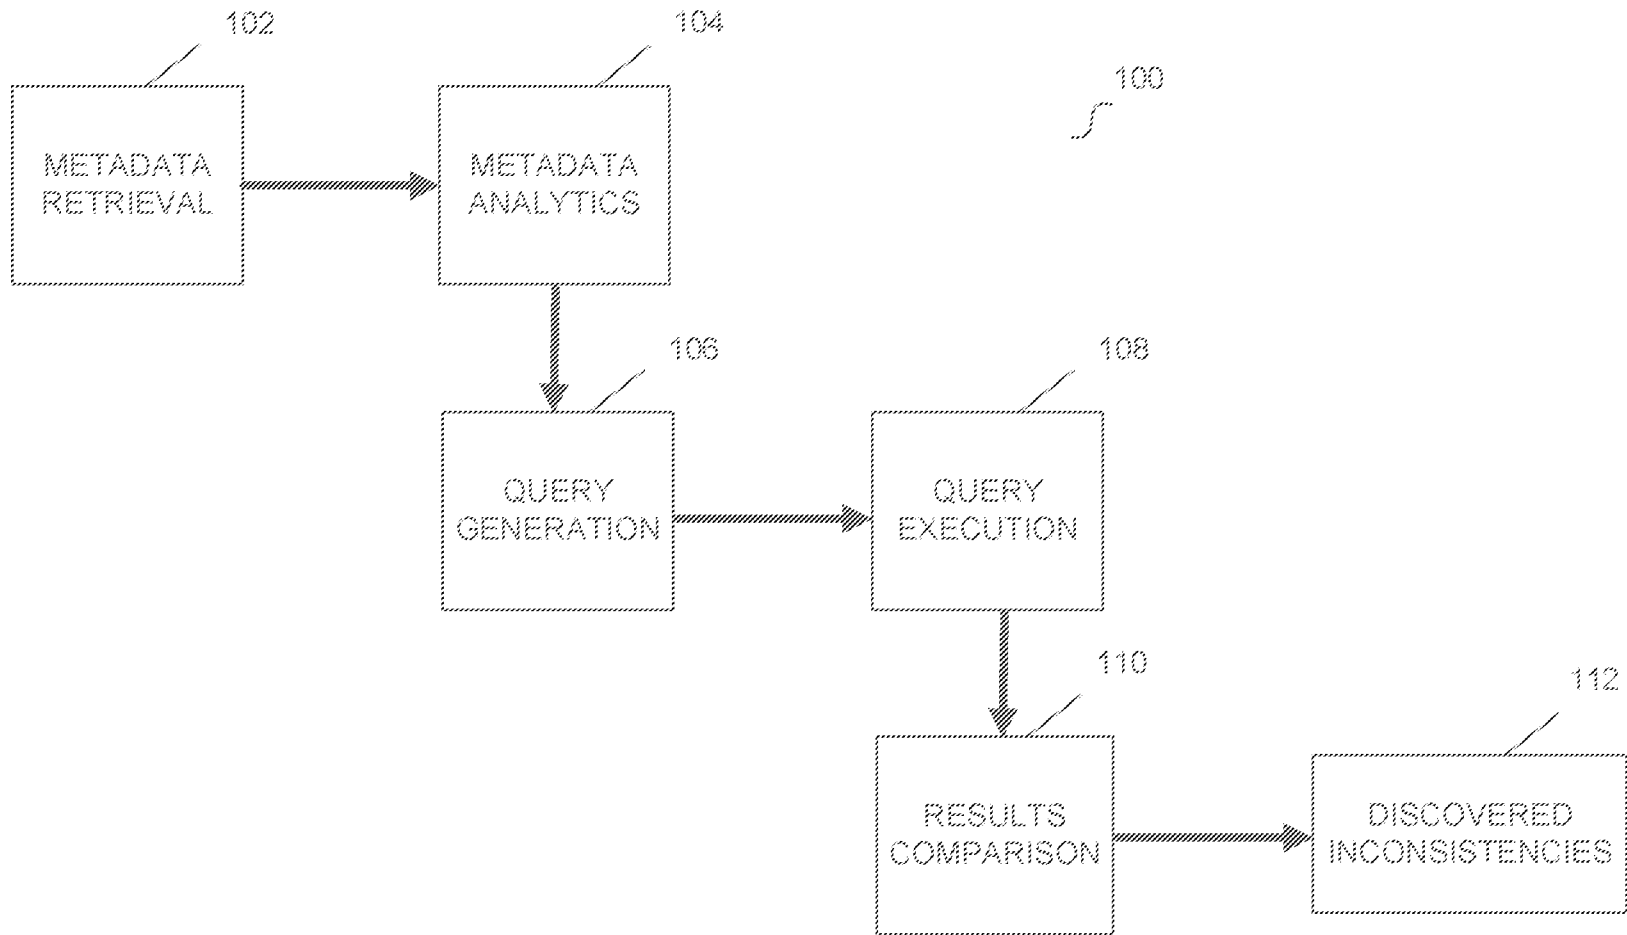 102
104
100
METADATA
RETRIEVAL
METADATA
ANALYTICS
106
108
QUERY
GENERATION
QUERY
EXECUTION
110
112
RESULTS
COMPARISON
DISCOVERED
INCONSISTENCIES